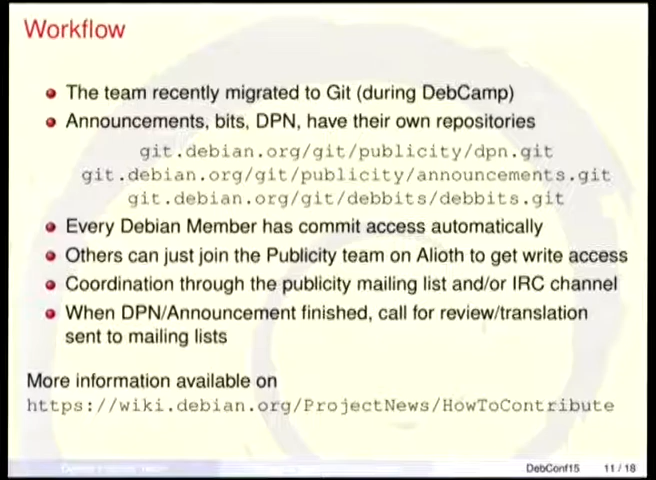 Workflow
The team recently migrated to Git (during DebCamp)
Announcements, bits, DPN, have their own repositories
git.debian.org/git/publicity/dpn.git
git.debian.org/git/publicity/announcements.git
git.debian.org/git/debbits/debbits.git
Every Debian Member has commit access automatically
Others can just join the Publicity team on Alioth to get write access
Coordination through the publicity mailing list and/or IRC channel
When DPN/Announcement finished, call for review/translation
sent to mailing lists
More information available on
https://wiki.debian.org/ProjectNews/HowToContribute
DebConf15 11 / 18